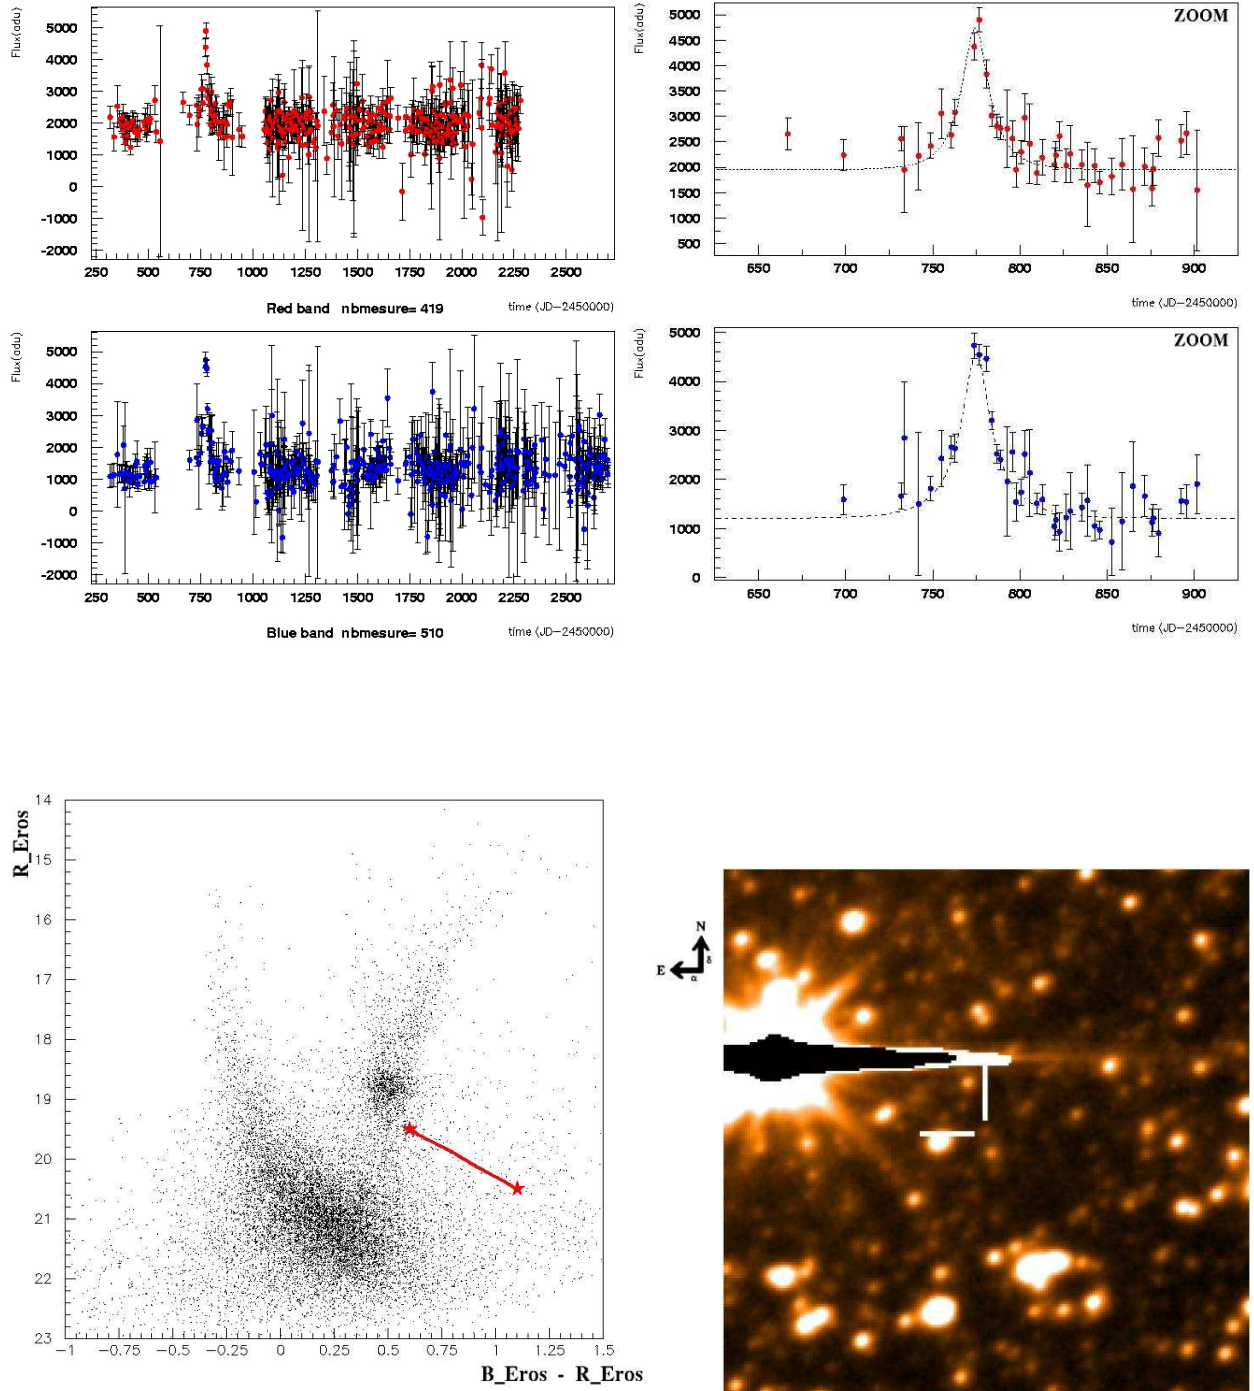 Flux(adu)
5000
4000
3000
2000
1000
0
-1000
-2000
250 500 750 1000 1250 1500 1750 2000 2250 2500
Red band nbmesure= 419
time (JD-2450000)
Flux(adu)
ZOOM
5000
4500
4000
3500
3000
2500
2000
1500
1000
500
650 700 750 800 850 900
time (JD-2450000)
Flux(adu)
5000
4000
3000
2000
1000
0
-1000
-2000
250 500 750 1000 1250 1500 1750 2000 2250 2500
Blue band nbmesure= 510
time (JD-2450000)
Flux(adu)
ZOOM
5000
4000
3000
2000
1000
0
650 700 750 800 850 900
time (JD-2450000)
R_Eros
14
15
16
17
18
19
20
21
22
23
-1 -0.75 -0.5 -0.25 0 0.25 0.5 0.75 1 1.25 1.5
B_Eros - R_Eros
N
δ
E
α